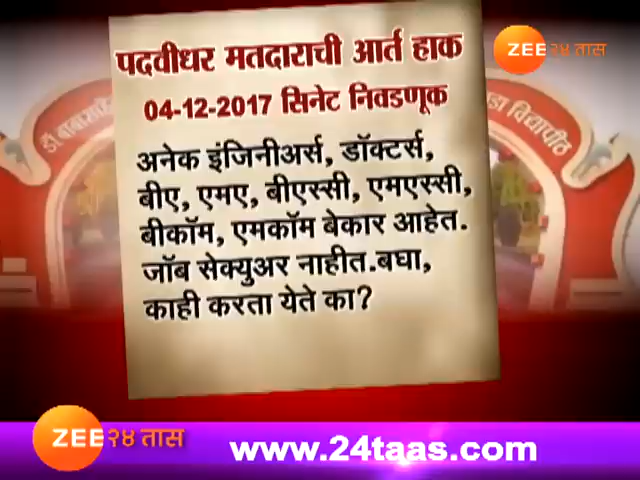 ZEE २४ तास
पदवीधर मतदाराची आर्त हाक
04-12-2017 सिनेट निवडणूक
अनेक इंजिनीअर्स, डॉक्टर्स,
बीए, एमए, बीएस्सी, एमएस्सी,
बीकॉम, एमकॉम बेकार आहेत.
जॉब सेक्युअर नाहीत.बघा,
काही करता येते का?
डॉ. बाबासाहेब
डा विद्यापीठ
ZEE २४ तास
www.24taas.com